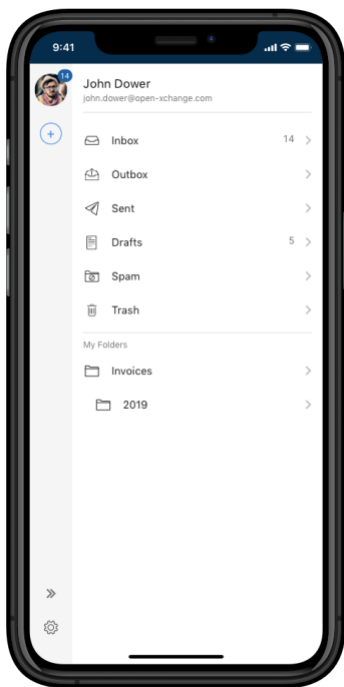 9:41
14
John Dower
john.dower@open-xchange.com
Inbox 14
Outbox
Sent
Drafts 5
Spam
Trash
My Folders
Invoices
2019